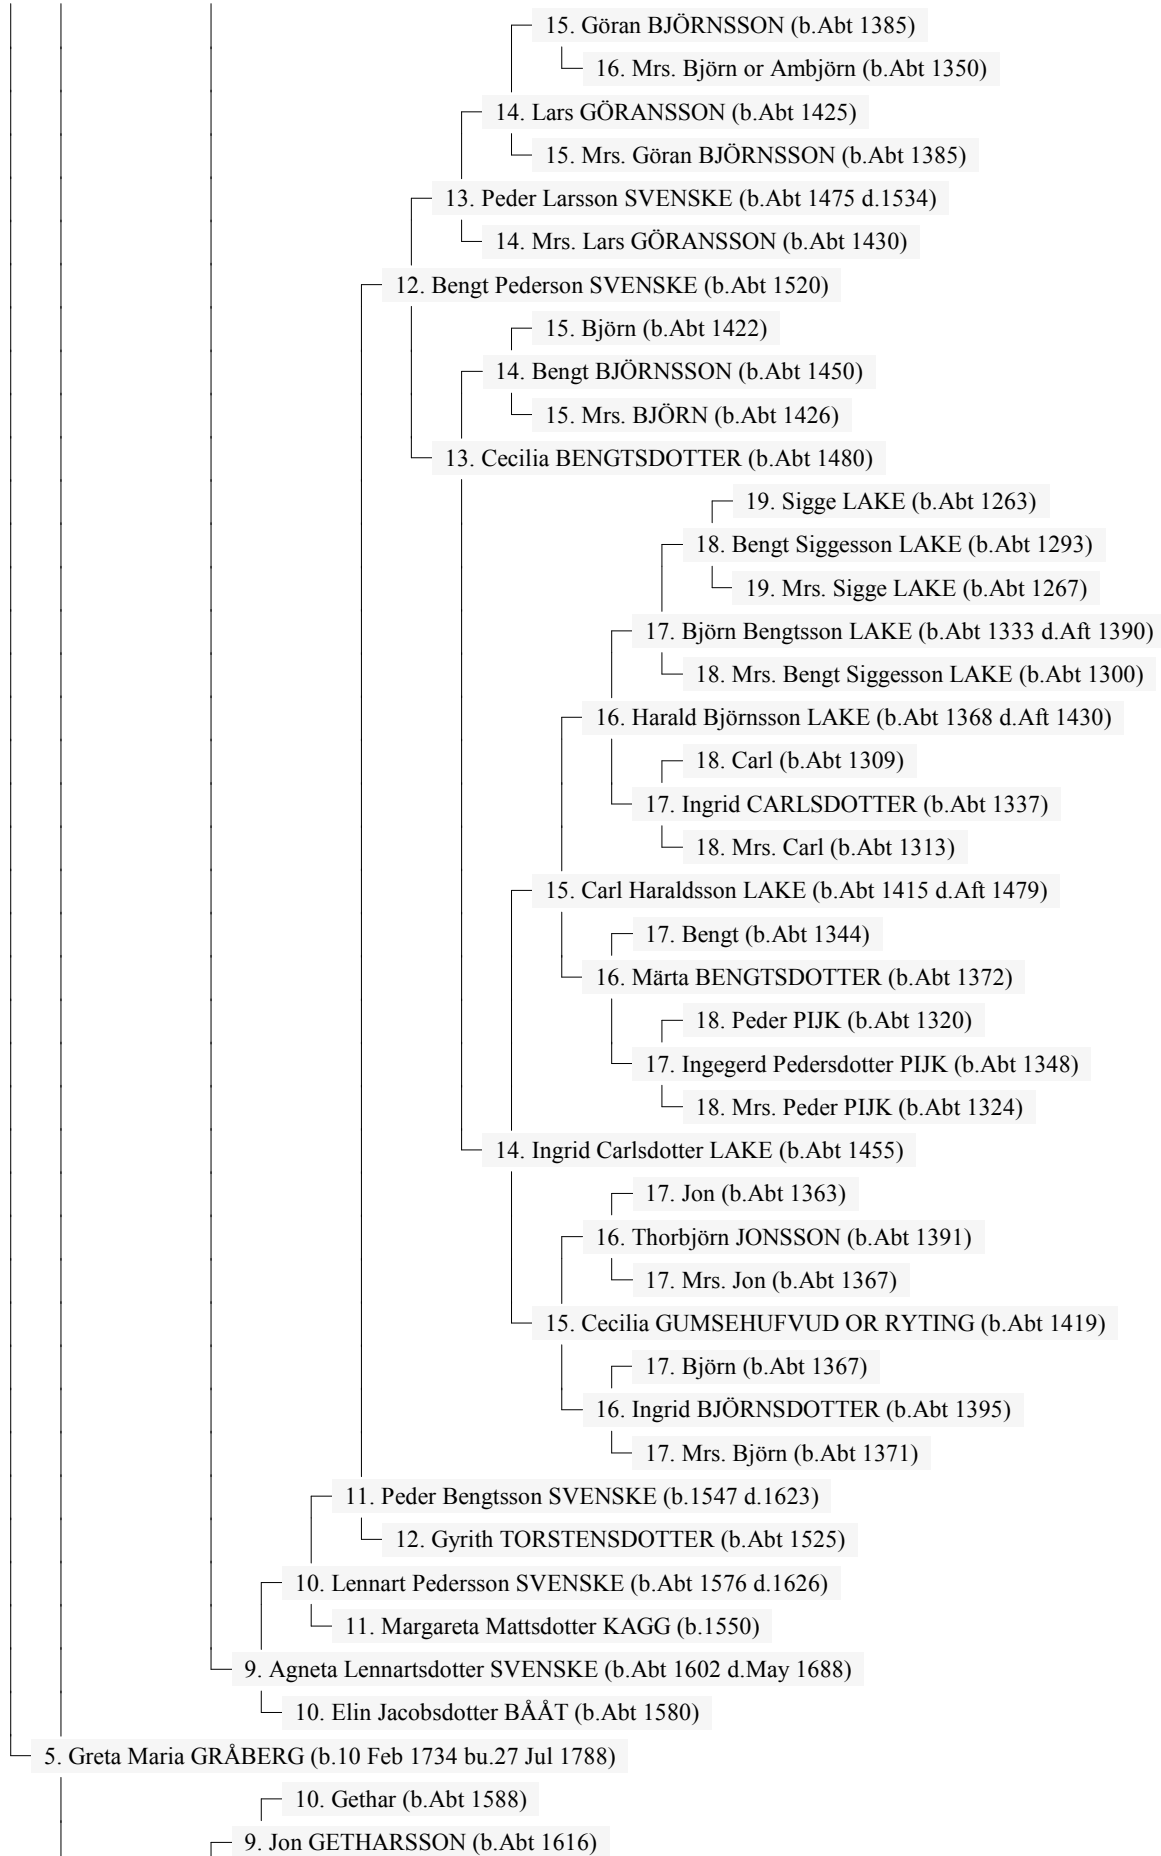 15. Göran BJÖRNSSON (b.Abt 1385)
16. Mrs. Björn or Ambjörn (b.Abt 1350)
14. Lars GÖRANSSON (b.Abt 1425)
15. Mrs. Göran BJÖRNSSON (b.Abt 1385)
13. Peder Larsson SVENSKE (b.Abt 1475 d.1534)
14. Mrs. Lars GÖRANSSON (b.Abt 1430)
12. Bengt Pederson SVENSKE (b.Abt 1520)
15. Björn (b.Abt 1422)
14. Bengt BJÖRNSSON (b.Abt 1450)
15. Mrs. BJÖRN (b.Abt 1426)
13. Cecilia BENGTSDOTTER (b.Abt 1480)
19. Sigge LAKE (b.Abt 1263)
18. Bengt Siggesson LAKE (b.Abt 1293)
19. Mrs. Sigge LAKE (b.Abt 1267)
17. Björn Bengtsson LAKE (b.Abt 1333 d.Aft 1390)
18. Mrs. Bengt Siggesson LAKE (b.Abt 1300)
16. Harald Björnsson LAKE (b.Abt 1368 d.Aft 1430)
18. Carl (b.Abt 1309)
17. Ingrid CARLSDOTTER (b.Abt 1337)
18. Mrs. Carl (b.Abt 1313)
15. Carl Haraldsson LAKE (b.Abt 1415 d.Aft 1479)
17. Bengt (b.Abt 1344)
16. Märta BENGTSDOTTER (b.Abt 1372)
18. Peder PIJK (b.Abt 1320)
17. Ingegerd Pedersdotter PIJK (b.Abt 1348)
18. Mrs. Peder PIJK (b.Abt 1324)
14. Ingrid Carlsdotter LAKE (b.Abt 1455)
17. Jon (b.Abt 1363)
16. Thorbjörn JONSSON (b.Abt 1391)
17. Mrs. Jon (b.Abt 1367)
15. Cecilia GUMSEHUFVUD OR RYTING (b.Abt 1419)
17. Björn (b.Abt 1367)
16. Ingrid BJÖRNSDOTTER (b.Abt 1395)
17. Mrs. Björn (b.Abt 1371)
11. Peder Bengtsson SVENSKE (b.1547 d.1623)
12. Gyrith TORSTENSDOTTER (b.Abt 1525)
10. Lennart Pedersson SVENSKE (b.Abt 1576 d.1626)
11. Margareta Mattsdotter KAGG (b.1550)
9. Agneta Lennartsdotter SVENSKE (b.Abt 1602 d.May 1688)
10. Elin Jacobsdotter BÅÅT (b.Abt 1580)
5. Greta Maria GRÅBERG (b.10 Feb 1734 bu.27 Jul 1788)
10. Gethar (b.Abt 1588)
9. Jon GETHARSSON (b.Abt 1616)